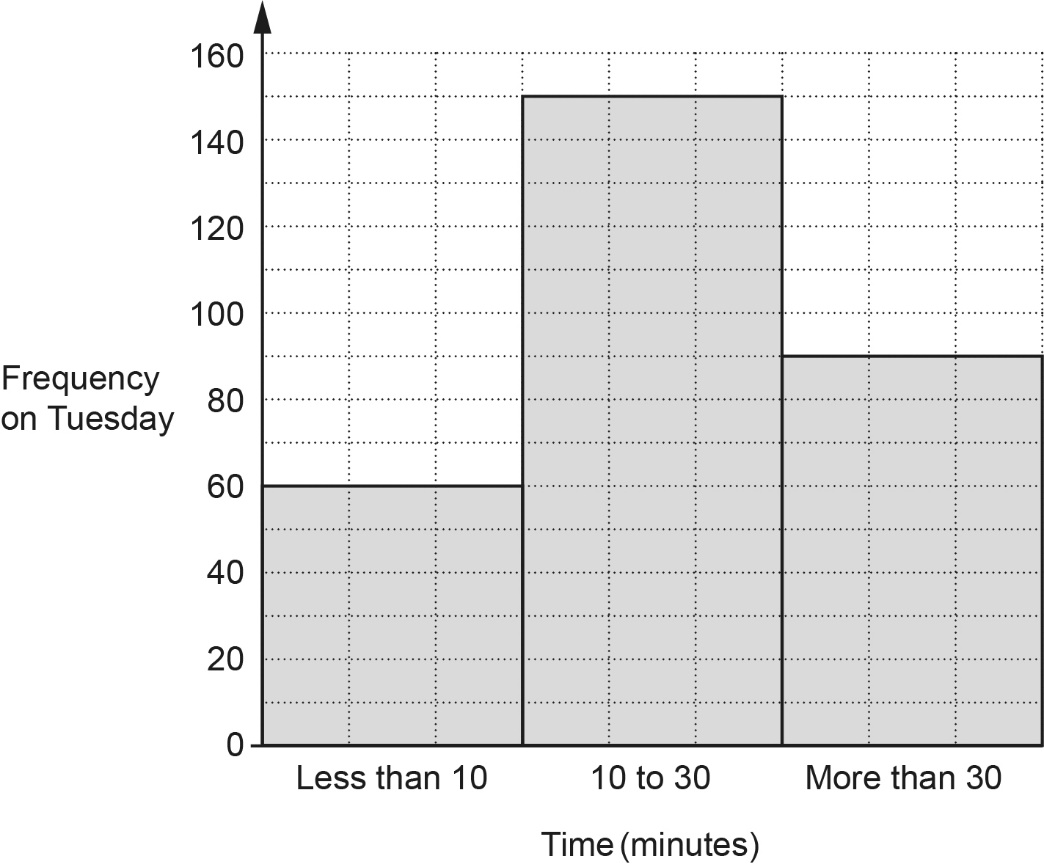 160
140
120
100
80
60
40
20
0
Frequency
on Tuesday
Less than 10
10 to 30
More than 30
Time (minutes)